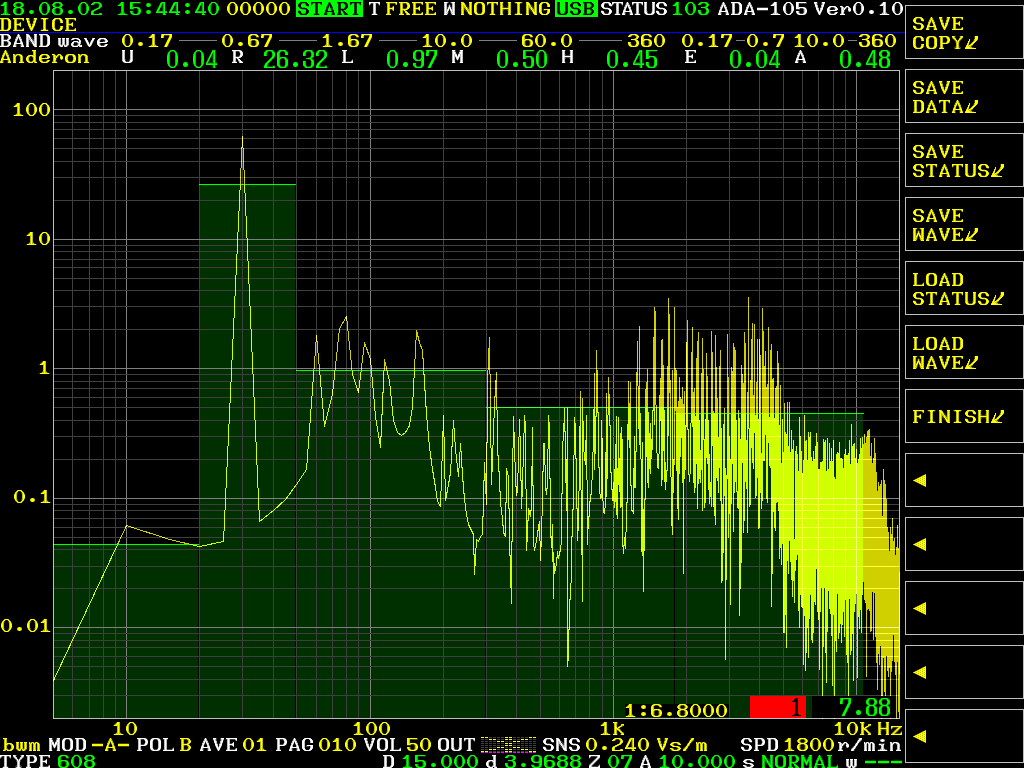 18.08.02 15:44:40 00000 START T FREE W NOTHING USB STATUS 103 ADA-105 Ver0.10
DEVICE
BAND wave 0.17 0.67 1.67 10.0 60.0 360 0.17-0.7 10.0-360
Anderon U 0.04 R 26.32 L 0.97 M 0.50 H 0.45 E 0.04 A 0.48
100
10
1
0.1
0.01
1:6.8000 1 7.88
10 100 1k 10k Hz
bwm MOD -A- POL B AVE 01 PAG 010 VOL 50 OUT SNS 0.240 Vs/m SPD 1800 r/min
TYPE 608 D 15.000 d 3.9688 Z 07 A 10.000 s NORMAL w ---
SAVE
COPY
SAVE
DATA
SAVE
STATUS
SAVE
WAVE
LOAD
STATUS
LOAD
WAVE
FINISH